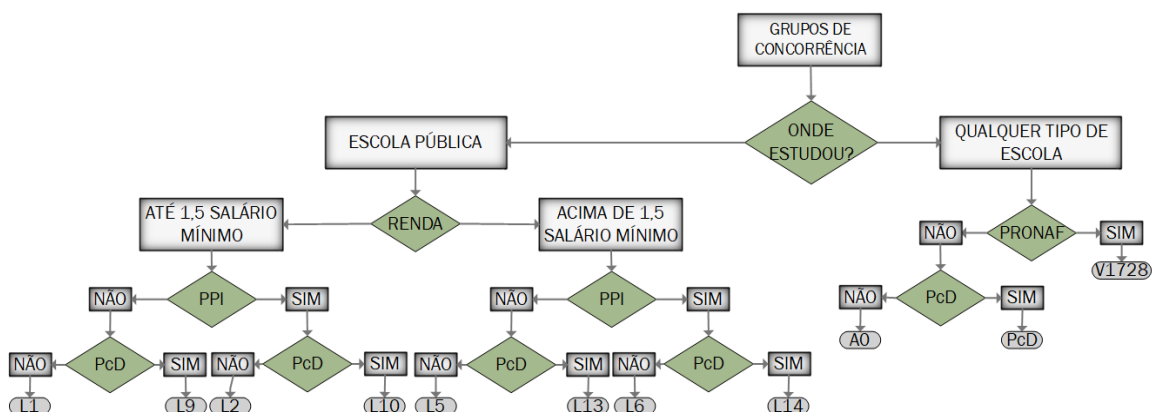 GRUPOS DE
CONCORRÊNCIA
ONDE
ESTUDOU?
ESCOLA PÚBLICA
QUALQUER TIPO DE
ESCOLA
RENDA
ATÉ 1,5 SALÁRIO
MÍNIMO
ACIMA DE 1,5
SALÁRIO MÍNIMO
NÃO
PRONAF
SIM
V1728
NÃO
PPI
SIM
NÃO
PPI
SIM
NÃO
PcD
SIM
A0
PcD
NÃO
PcD
SIM
NÃO
PcD
SIM
NÃO
PcD
SIM
NÃO
PcD
SIM
L1
L9
L2
L10
L5
L13
L6
L14